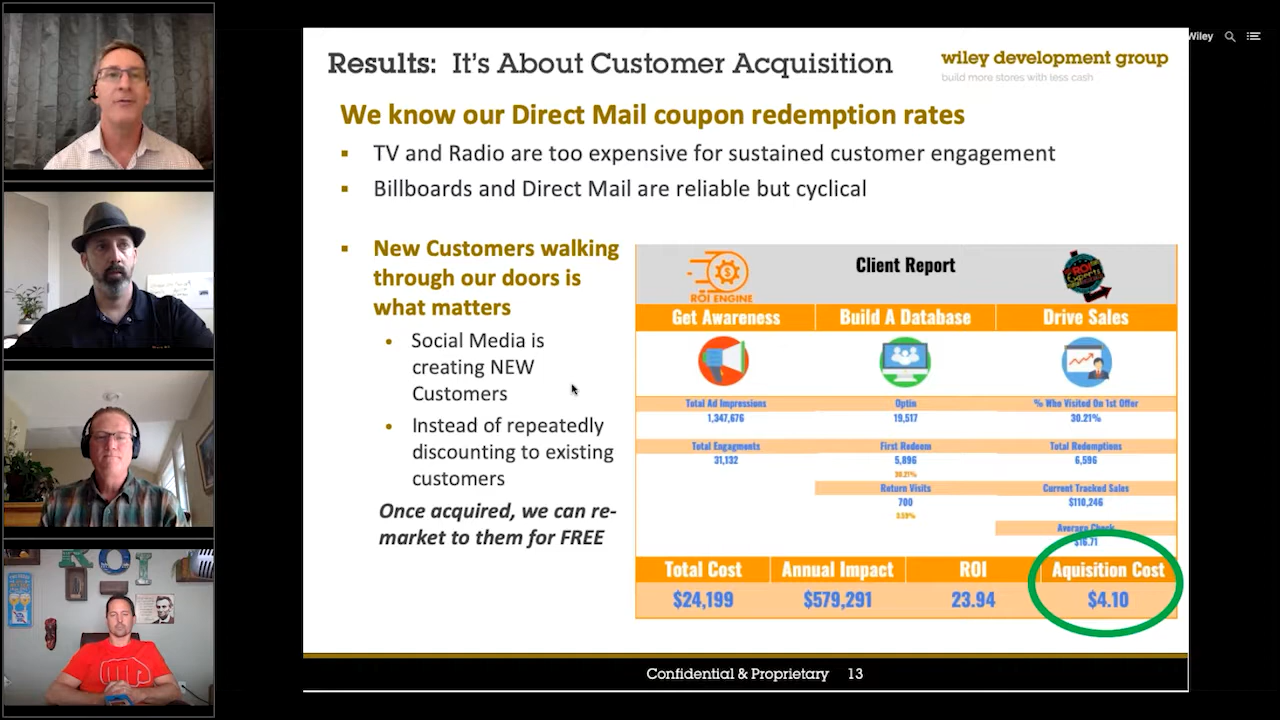 Wiley
Results: It's About Customer Acquisition
wiley development group
build more stores with less cash
We know our Direct Mail coupon redemption rates
TV and Radio are too expensive for sustained customer engagement
Billboards and Direct Mail are reliable but cyclical
New Customers walking
through our doors is
what matters
Social Media is
creating NEW
Customers
Instead of repeatedly
discounting to existing
customers
Once acquired, we can re-
market to them for FREE
ROI ENGINE
Client Report
Get Awareness
Build A Database
Drive Sales
Total Ad Impressions
1,347,676
Optin
19,517
% Who Visited On 1st Offer
30.21%
Total Engagments
31,132
First Redeem
5,896
30.21%
Total Redemptions
6,596
Return Visits
700
3.59%
Current Tracked Sales
$110,246
Average Check
$16.71
Total Cost
Annual Impact
ROI
Aquisition Cost
$24,199
$579,291
23.94
$4.10
Confidential & Proprietary 13
ROI